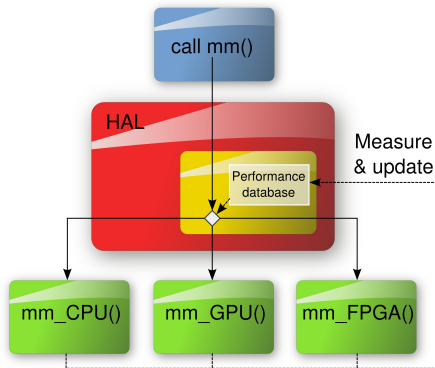 call mm()
HAL
Measure
& update
Performance
database
mm_CPU()
mm_GPU()
mm_FPGA()